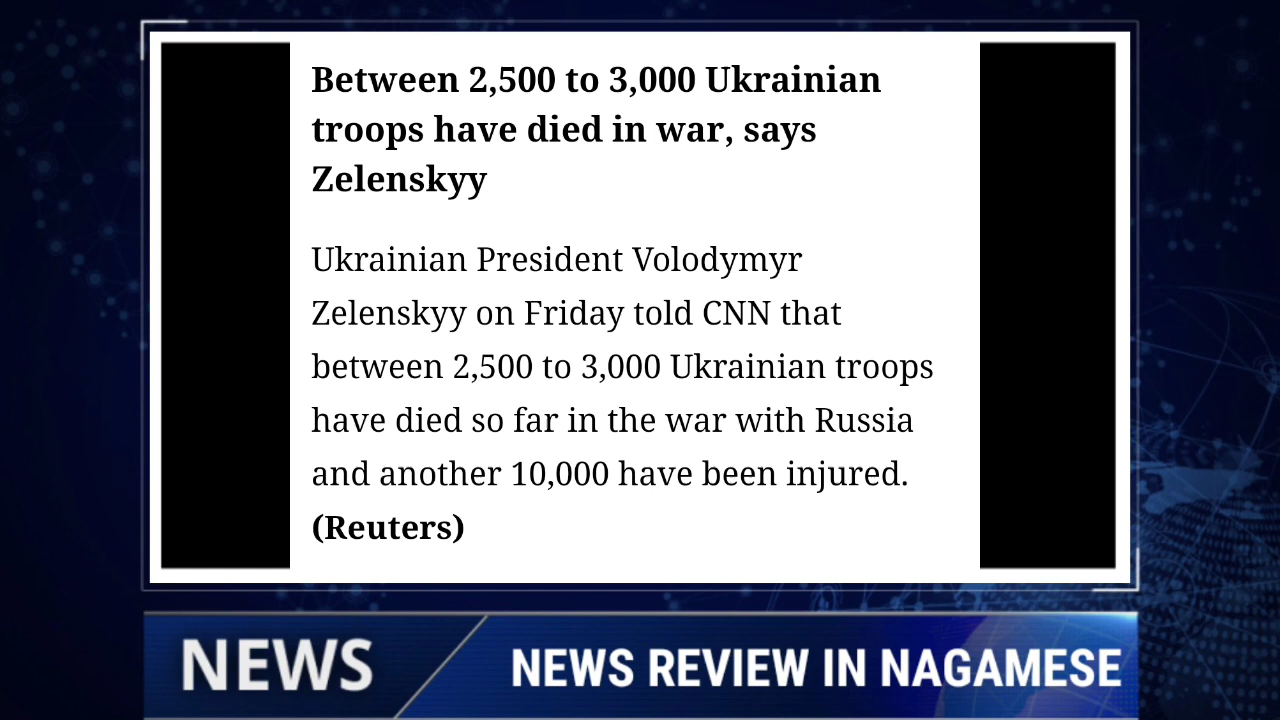 Between 2,500 to 3,000 Ukrainian
troops have died in war, says
Zelenskyy
Ukrainian President Volodymyr
Zelenskyy on Friday told CNN that
between 2,500 to 3,000 Ukrainian troops
have died so far in the war with Russia
and another 10,000 have been injured.
(Reuters)
NEWS
NEWS REVIEW IN NAGAMESE